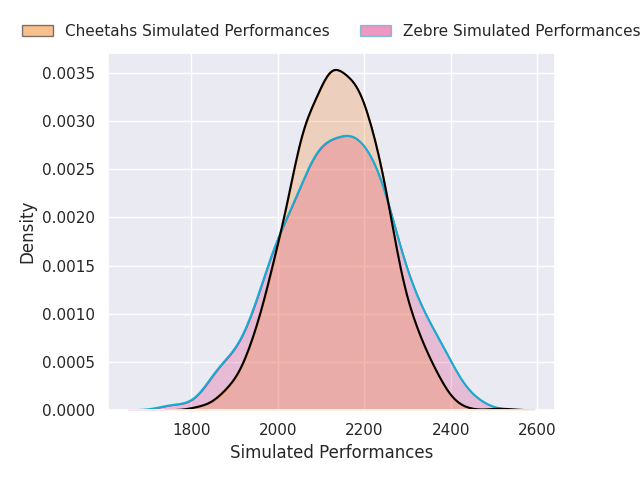 Cheetahs Simulated Performances
Zebre Simulated Performances
0.0035
0.0030
0.0025
0.0020
0.0015
0.0010
0.0005
0.0000
Density
1800 2000 2200 2400 2600
Simulated Performances